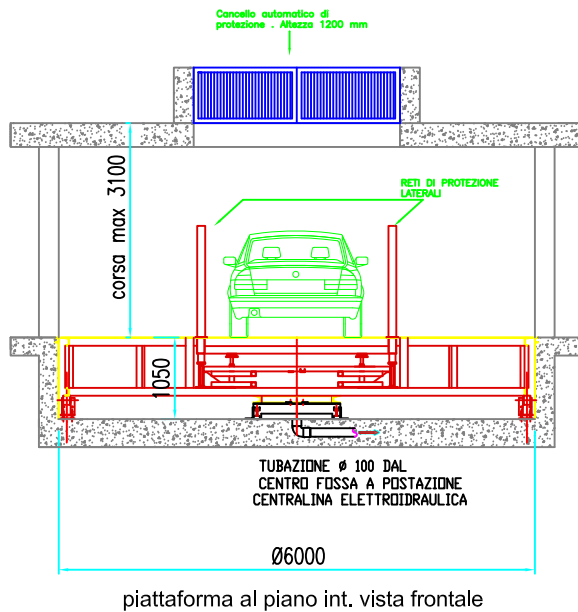 Cancello automatico di
protezione . Altezza 1200 mm
corsa max 3100
RETI DI PROTEZIONE
LATERALI
1050
TUBAZIONE Ø 100 DAL
CENTRO FOSSA A POSTAZIONE
CENTRALINA ELETTROIDRAULICA
Ø6000
piattaforma al piano int. vista frontale